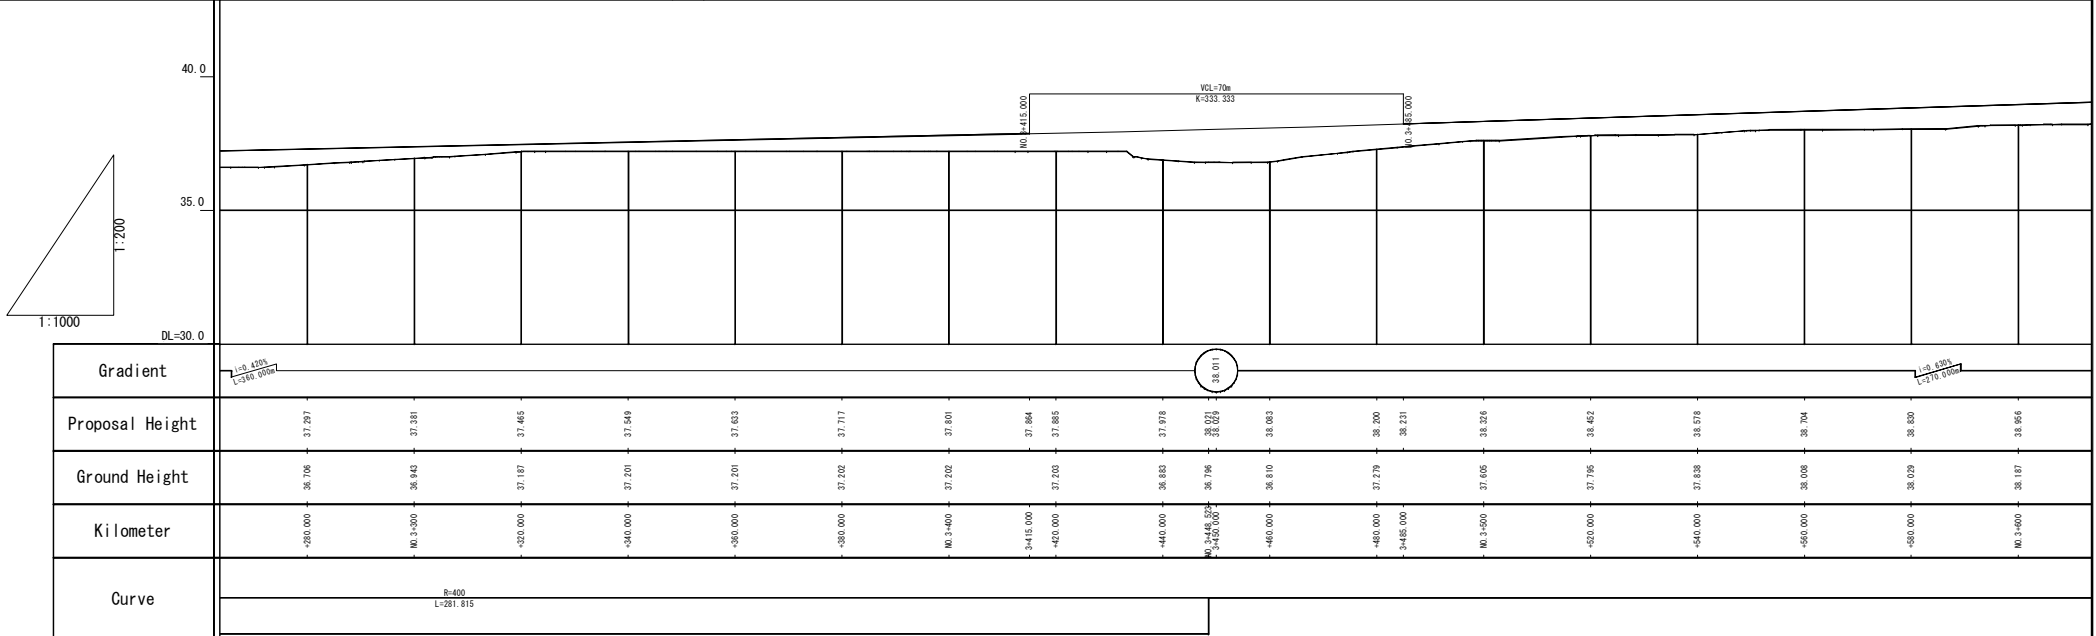 40.0
VCL=70m
K=333.333
NO.3+415.000
NO.3+485.000
35.0
1:200
1:1000
DL=30.0
Gradient
i=0.420%
L=360.000m
38.011
i=0.630%
L=270.000m
Proposal Height
37.297 37.381 37.465 37.549 37.633 37.717 37.801 37.864 37.885 37.978 38.021 38.029 38.083 38.200 38.231 38.326 38.452 38.578 38.704 38.830 38.956
Ground Height
36.706 36.943 37.187 37.201 37.201 37.202 37.202 37.203 36.883 36.796 36.810 37.279 37.605 37.795 37.838 38.008 38.029 38.187
Kilometer
+280.000 NO.3+300 +320.000 +340.000 +360.000 +380.000 NO.3+400 3+415.000 +420.000 +440.000 NO.3+448.523 3+450.000 +460.000 +480.000 3+485.000 NO.3+500 +520.000 +540.000 +560.000 +580.000 NO.3+600
Curve
R=400
L=281.815